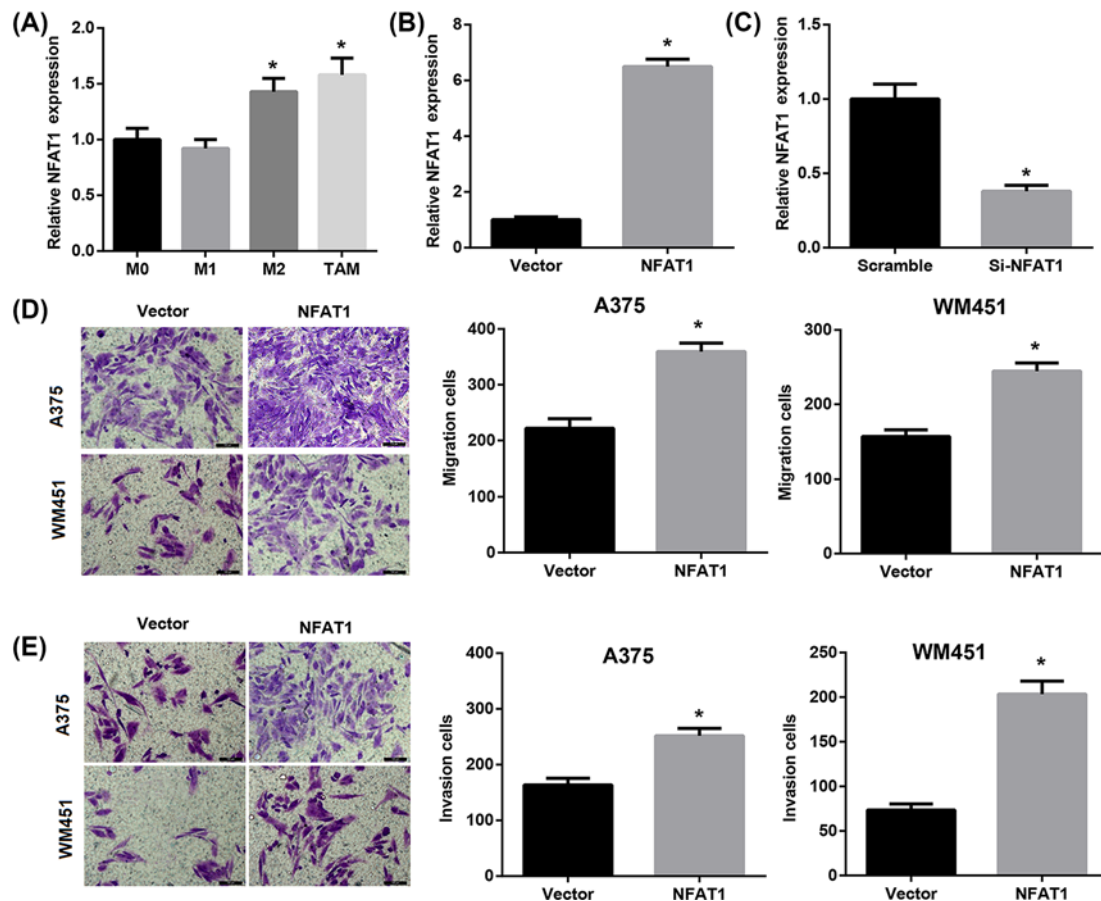 (A)
Relative NFAT1 expression
2.0
1.5
1.0
0.5
0.0
*
*
M0 M1 M2 TAM
(B)
Relative NFAT1 expression
8
6
4
2
0
*
Vector NFAT1
(C)
Relative NFAT1 expression
1.5
1.0
0.5
0.0
*
Scramble Si-NFAT1
(D)
Vector NFAT1
A375
WM451
A375
Migration cells
400
300
200
100
0
*
Vector NFAT1
WM451
Migration cells
300
200
100
0
*
Vector NFAT1
(E)
Vector NFAT1
A375
WM451
A375
Invasion cells
400
300
200
100
0
*
Vector NFAT1
WM451
Invasion cells
250
200
150
100
50
0
*
Vector NFAT1